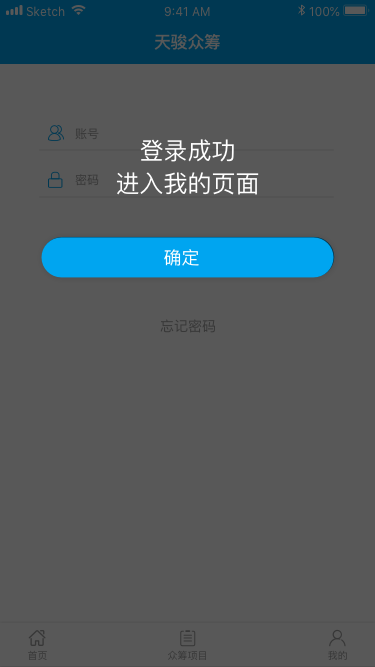 Sketch 9:41 AM 100%
天骏众筹
账号
登录成功
进入我的页面
密码
确定
忘记密码
首页 众筹项目 我的